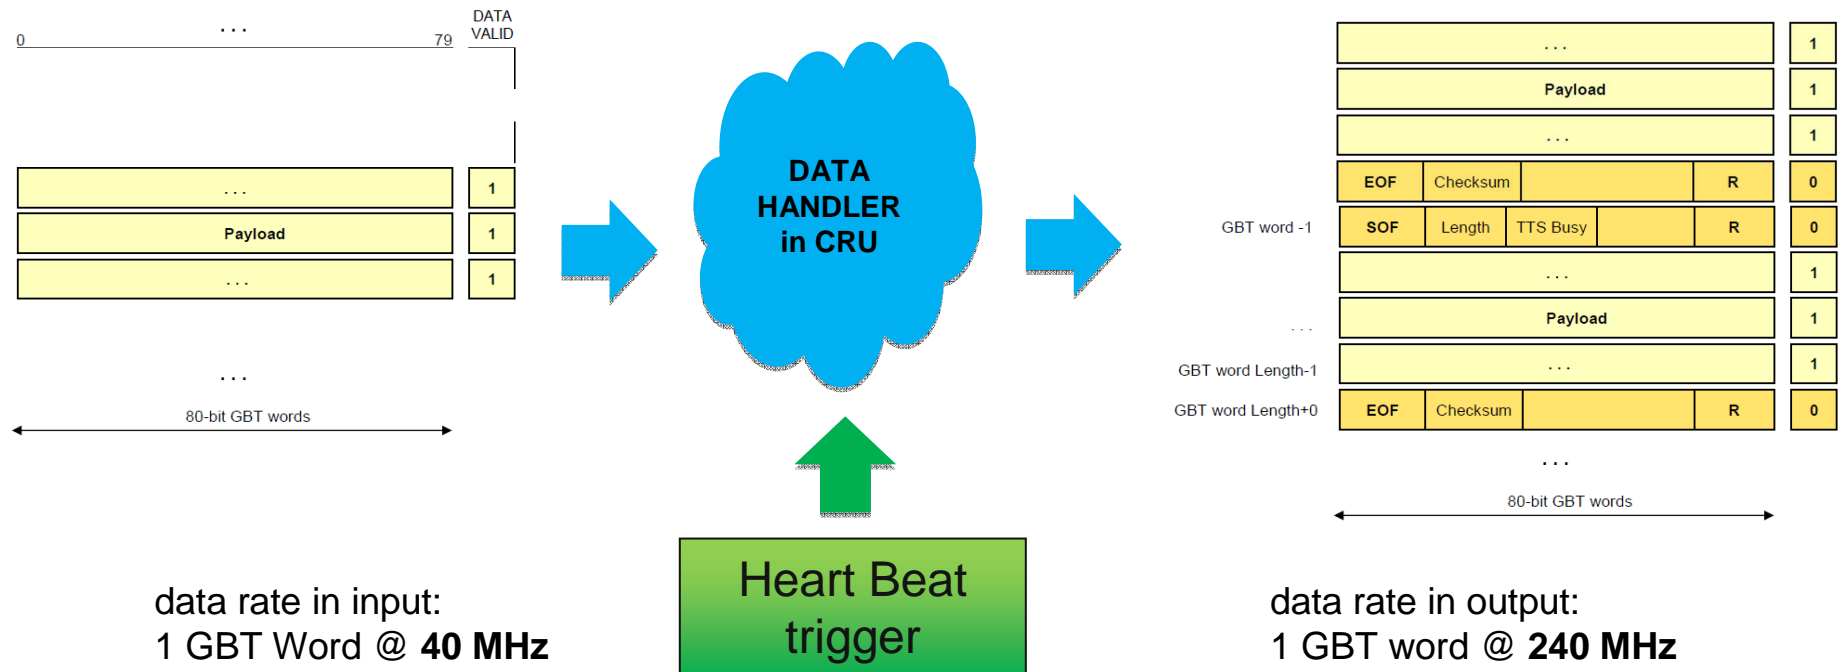 0 . . . 79 DATA VALID
. . . 1
Payload 1
. . . 1
. . .
80-bit GBT words
data rate in input:
1 GBT Word @ 40 MHz
DATA
HANDLER
in CRU
Heart Beat
trigger
. . . 1
Payload 1
. . . 1
EOF Checksum R 0
GBT word -1 SOF Length TTS Busy R 0
. . . 1
. . . Payload 1
GBT word Length-1 . . . 1
GBT word Length+0 EOF Checksum R 0
. . .
80-bit GBT words
data rate in output:
1 GBT word @ 240 MHz